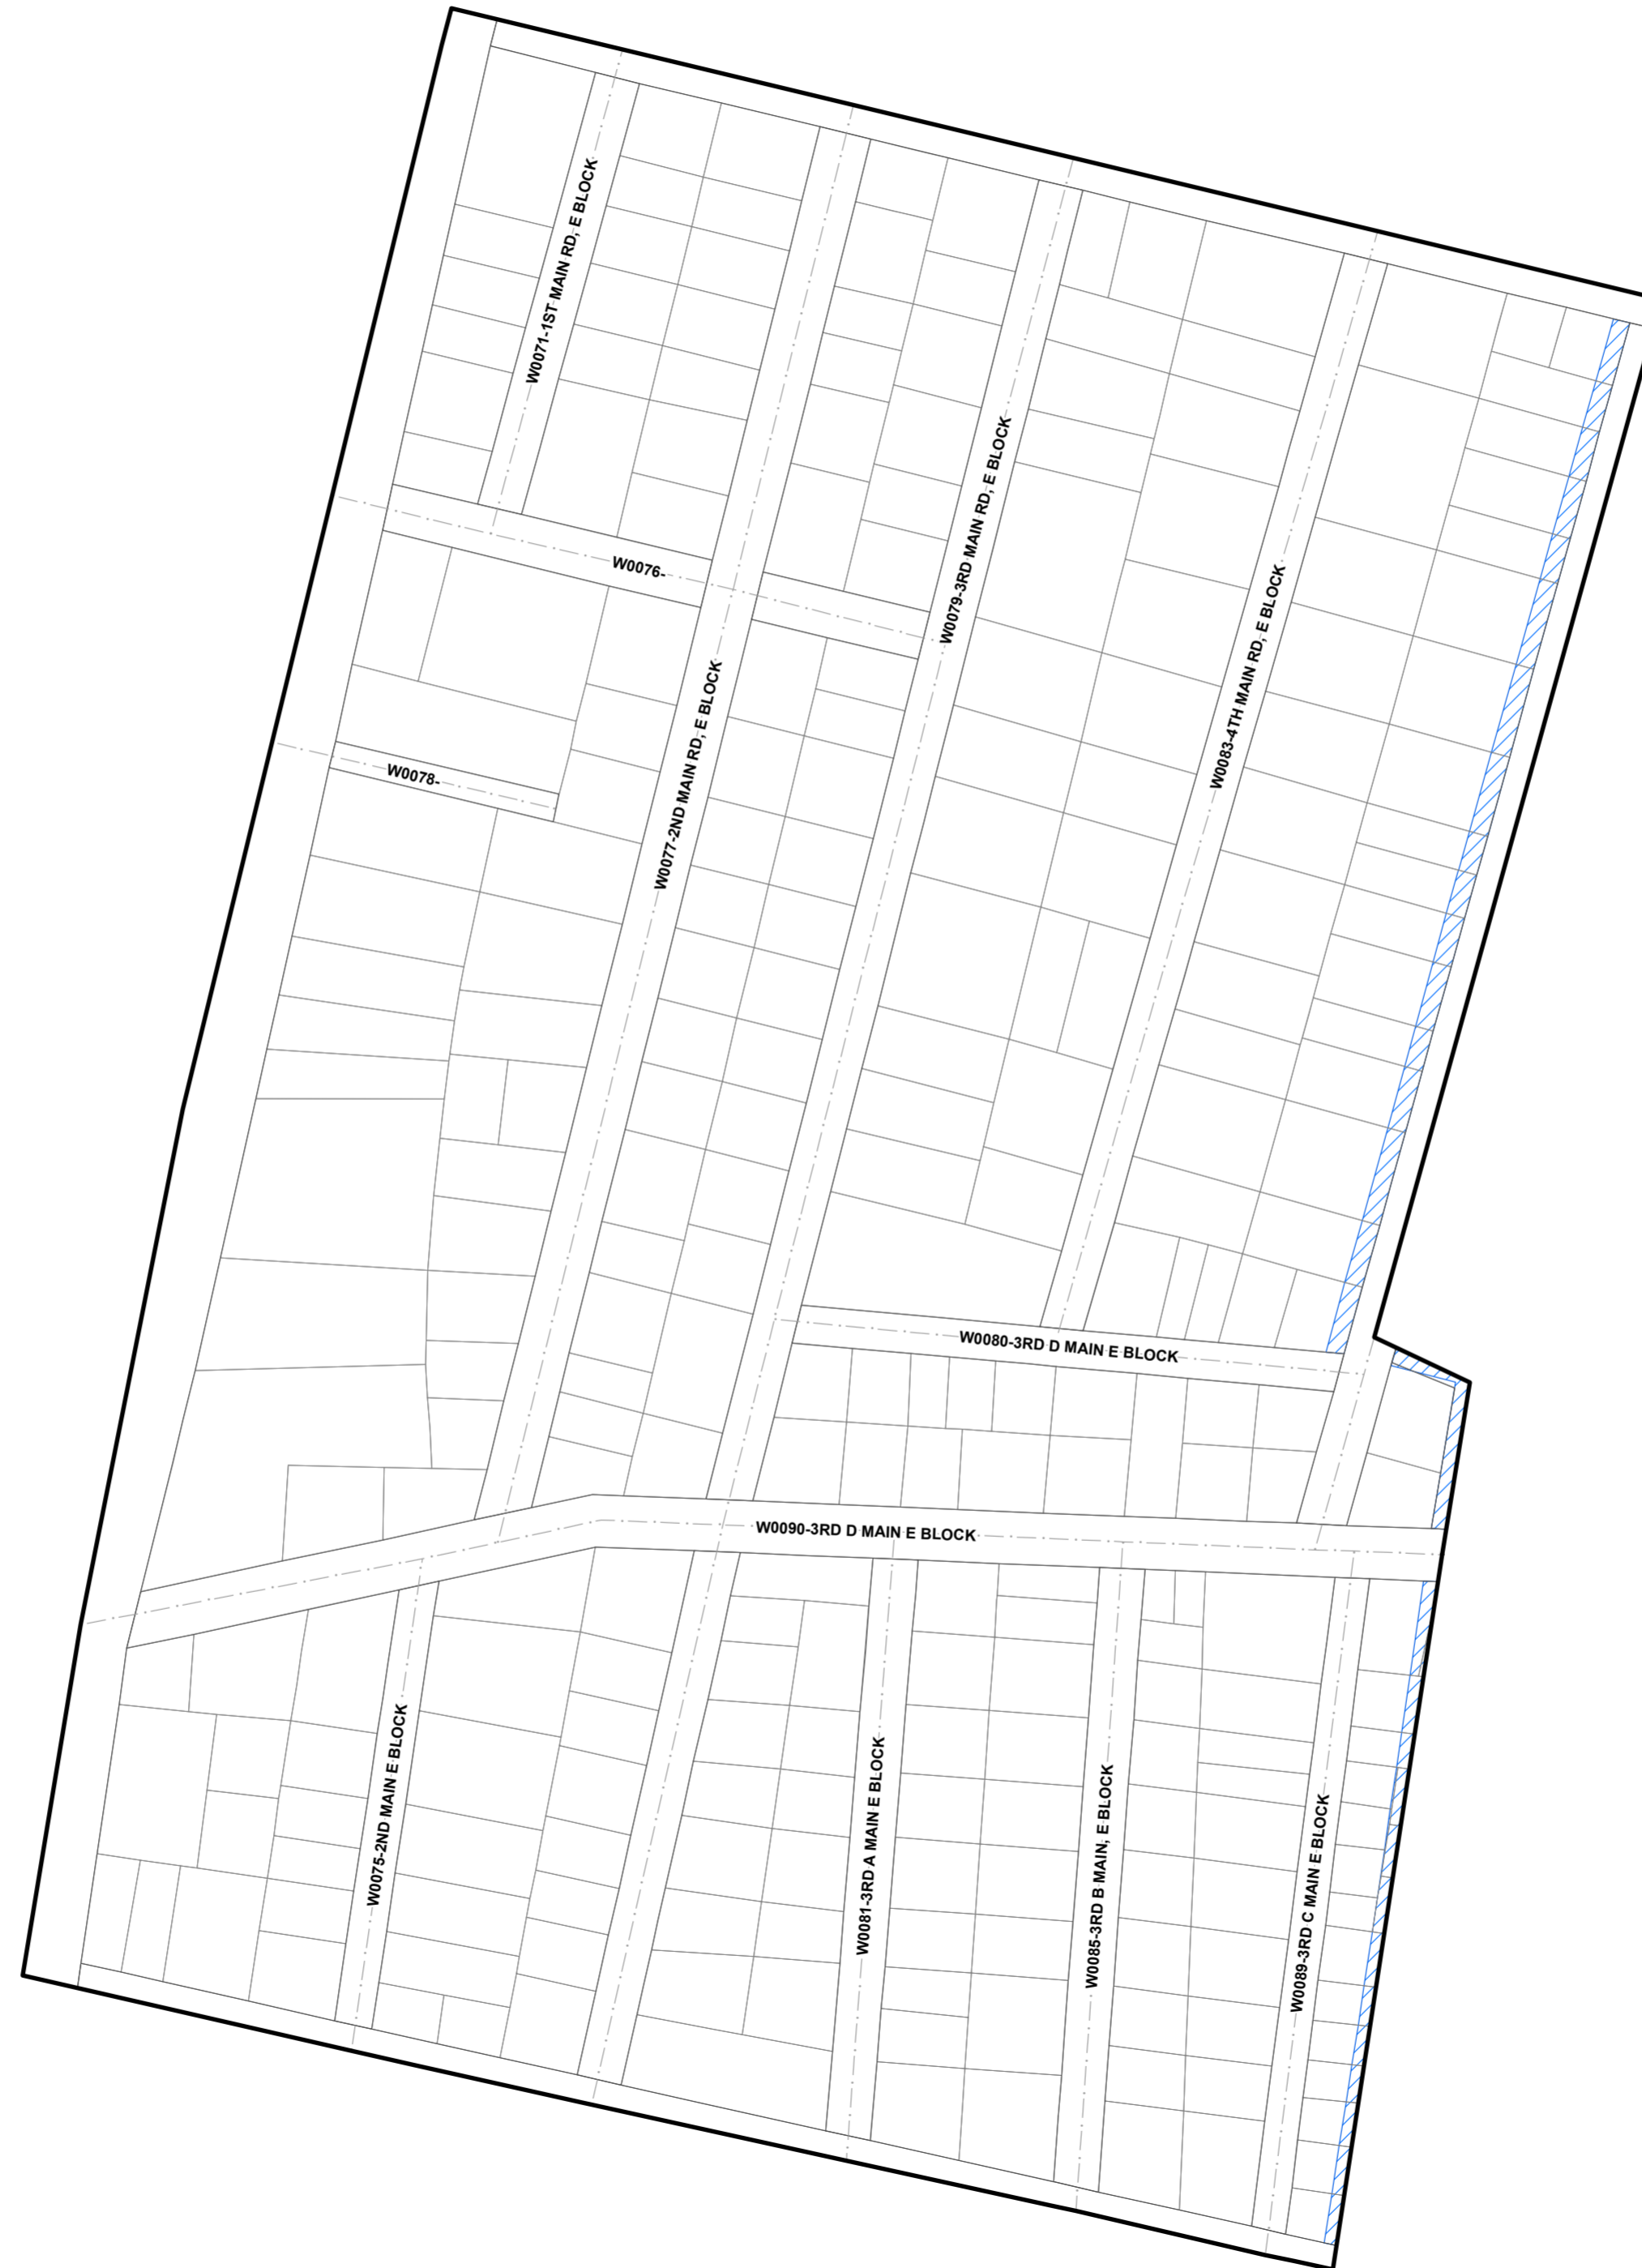 W0071-1ST MAIN RD, E BLOCK
W0076-
W0079-3RD MAIN RD, E BLOCK
W0083-4TH MAIN RD, E BLOCK
W0077-2ND MAIN RD, E BLOCK
W0078-
W0080-3RD D MAIN E BLOCK
W0090-3RD D MAIN E BLOCK
W0075-2ND MAIN E BLOCK
W0081-3RD A MAIN E BLOCK
W0085-3RD B MAIN, E BLOCK
W0089-3RD C MAIN E BLOCK